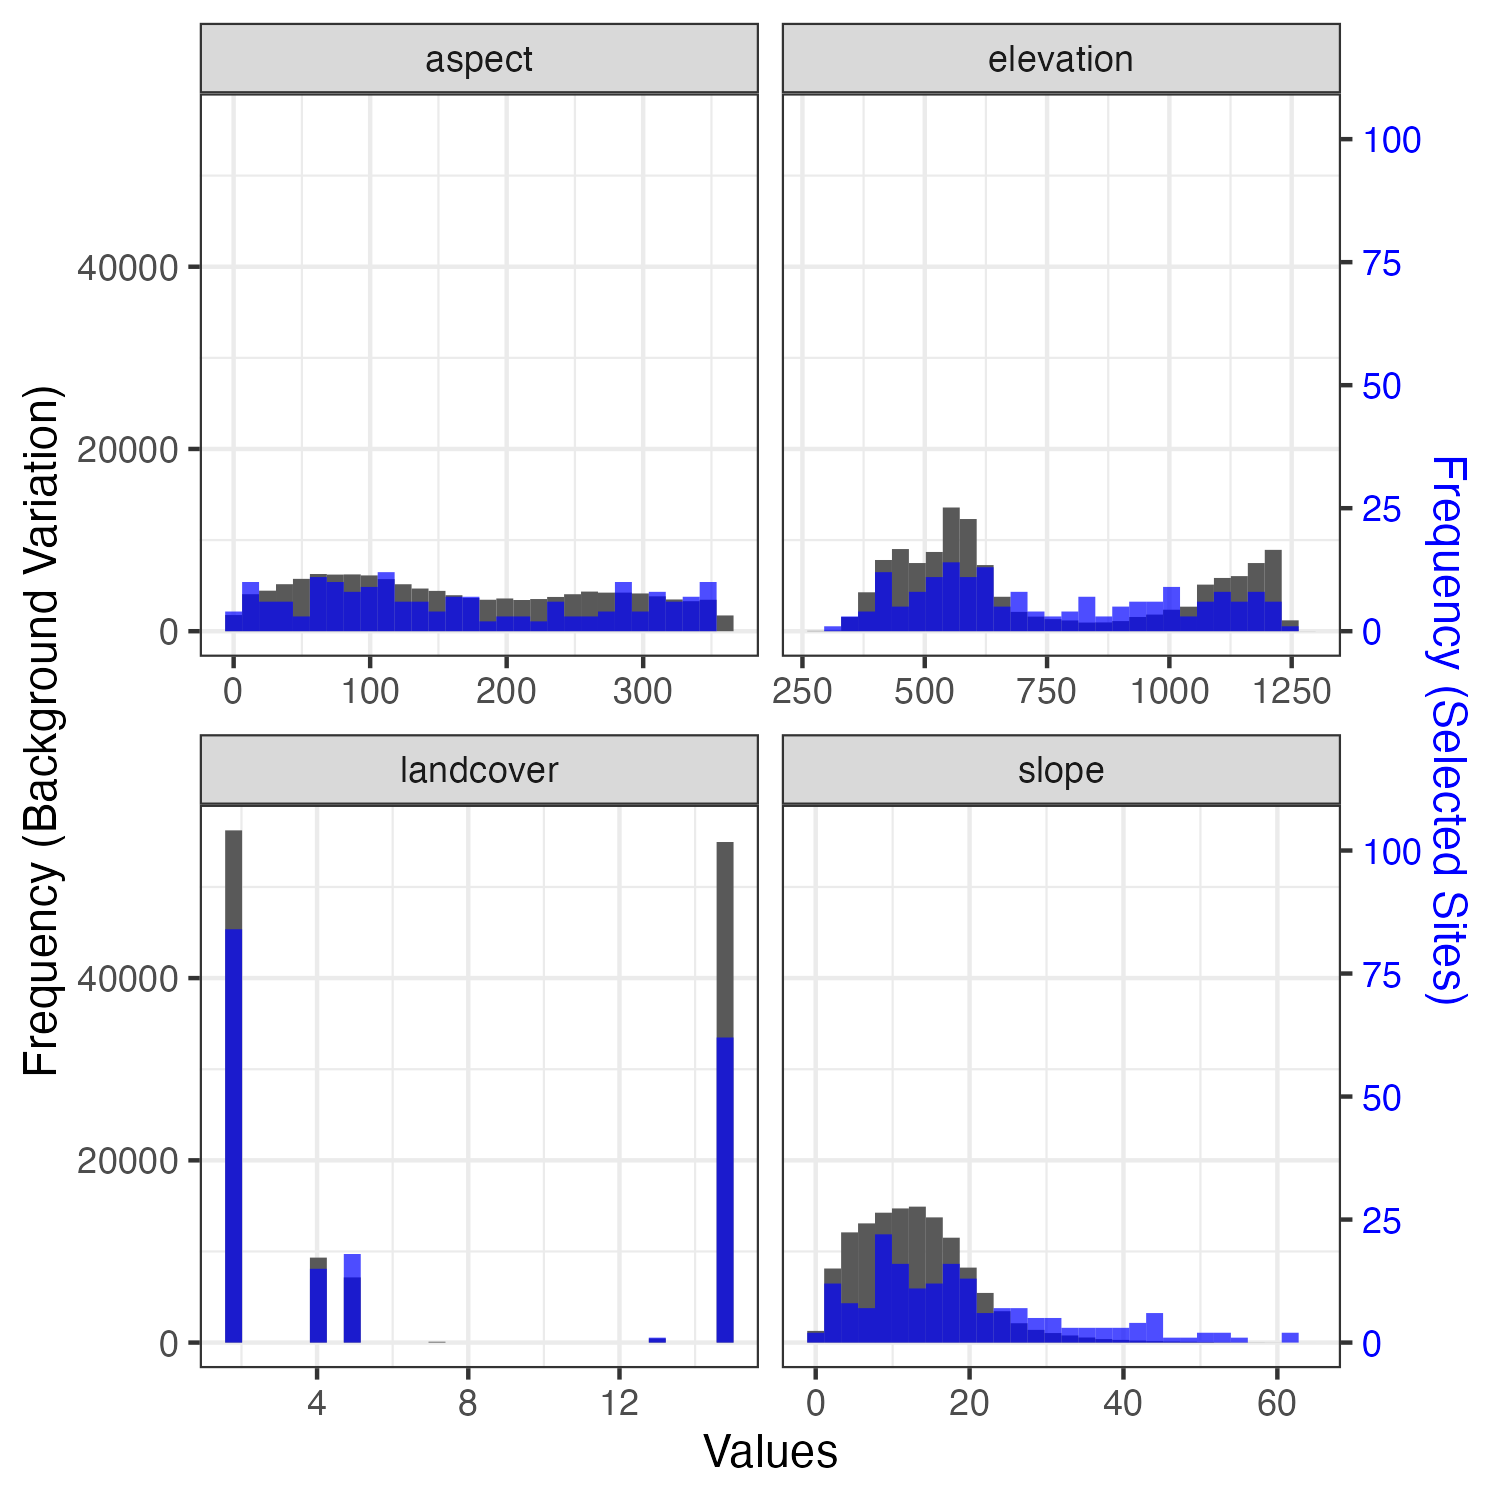 aspect
elevation
40000
20000
0
100
75
50
25
0
0 100 200 300
250 500 750 1000 1250
Frequency (Background Variation)
Frequency (Selected Sites)
landcover
slope
40000
20000
0
100
75
50
25
0
4 8 12
0 20 40 60
Values